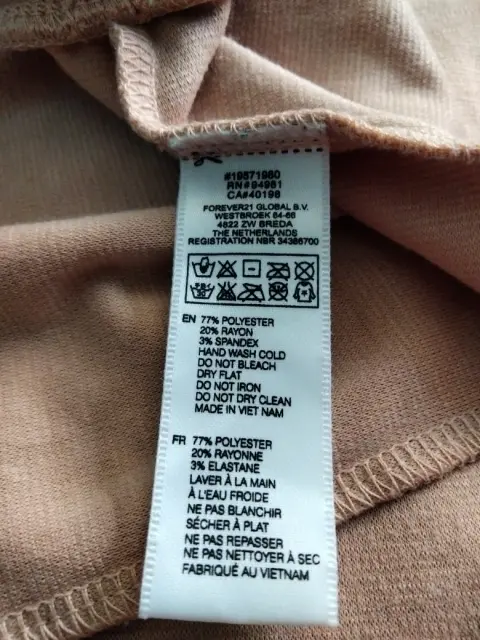 #19571980
RN#94961
CA#40198
FOREVER21 GLOBAL B.V.
WESTBROEK 64-66
4822 ZW BREDA
THE NETHERLANDS
REGISTRATION NBR 34386700
EN 77% POLYESTER
20% RAYON
3% SPANDEX
HAND WASH COLD
DO NOT BLEACH
DRY FLAT
DO NOT IRON
DO NOT DRY CLEAN
MADE IN VIET NAM
FR 77% POLYESTER
20% RAYONNE
3% ELASTANE
LAVER À LA MAIN
À L'EAU FROIDE
NE PAS BLANCHIR
SÉCHER À PLAT
NE PAS REPASSER
NE PAS NETTOYER À SEC
FABRIQUÉ AU VIETNAM